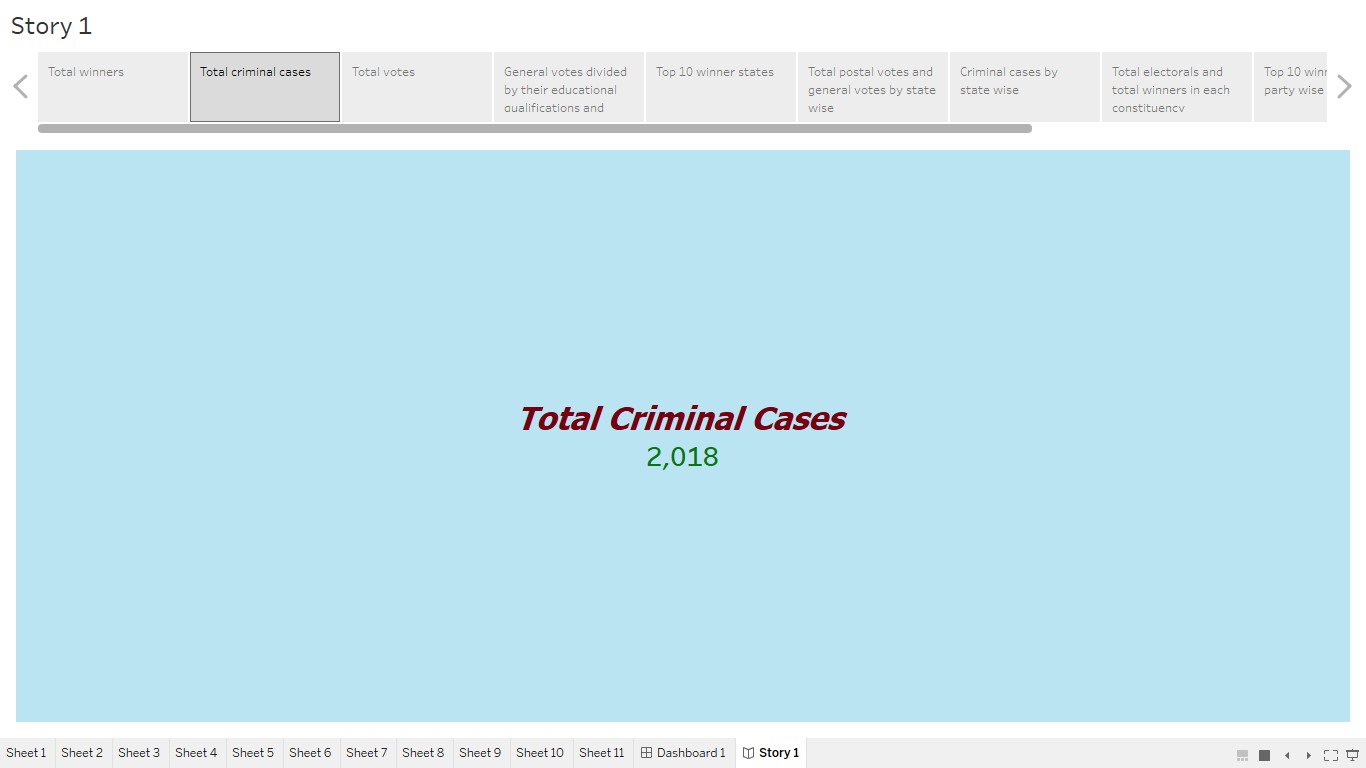 Story 1
Total winners
Total criminal cases
Total votes
General votes divided
by their educational
qualifications and
Top 10 winner states
Total postal votes and
general votes by state
wise
Criminal cases by
state wise
Total electorals and
total winners in each
constituency
Top 10 winr
party wise
Total Criminal Cases
2,018
Sheet 1
Sheet 2
Sheet 3
Sheet 4
Sheet 5
Sheet 6
Sheet 7
Sheet 8
Sheet 9
Sheet 10
Sheet 11
Dashboard 1
Story 1